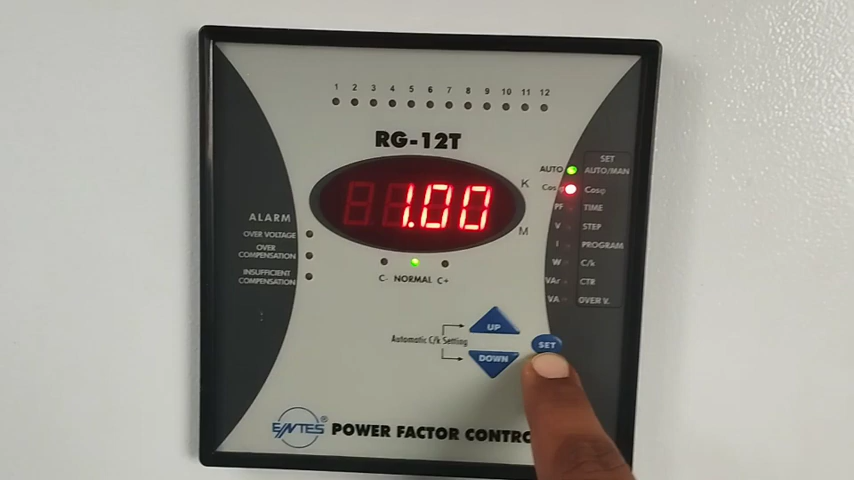 1 2 3 4 5 6 7 8 9 10 11 12
RG-12T
1.00
K
M
ALARM
OVER VOLTAGE
OVER
COMPENSATION
INSUFFICIENT
COMPENSATION
C- NORMAL C+
SET
AUTO AUTO/MAN
Cos Cosφ
PF TIME
V STEP
I PROGRAM
W C/k
VAr CTR
VA OVER V.
UP
Automatic C/k Setting
DOWN
SET
ENTES® POWER FACTOR CONTRO